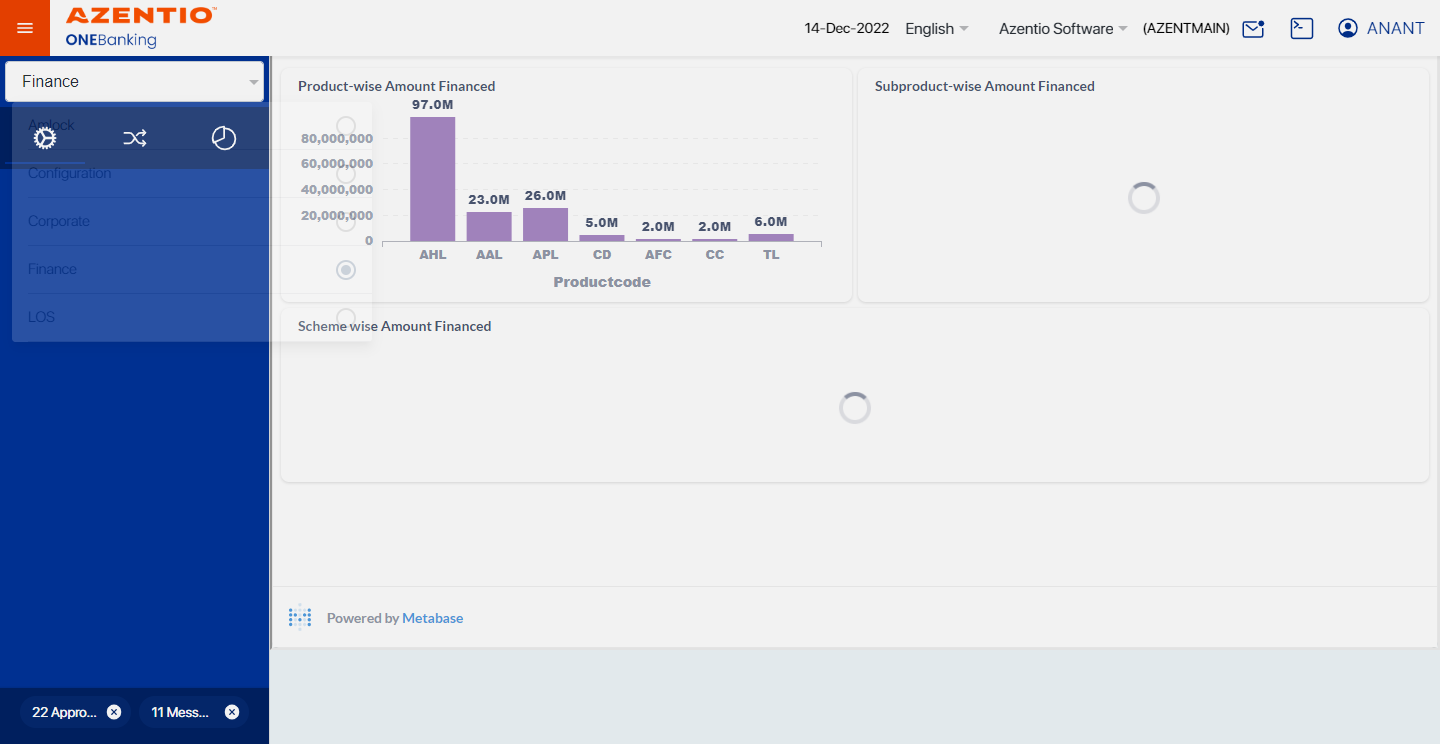 AZENTIO™
ONEBanking
14-Dec-2022 English Azentio Software (AZENTMAIN) ANANT
Finance
Amlock
Configuration
Corporate
Finance
LOS
Product-wise Amount Financed
97.0M
80,000,000
60,000,000
40,000,000
20,000,000
0
23.0M
26.0M
5.0M
2.0M
2.0M
6.0M
AHL AAL APL CD AFC CC TL
Productcode
Subproduct-wise Amount Financed
Scheme wise Amount Financed
Powered by Metabase
22 Appro...
11 Mess...